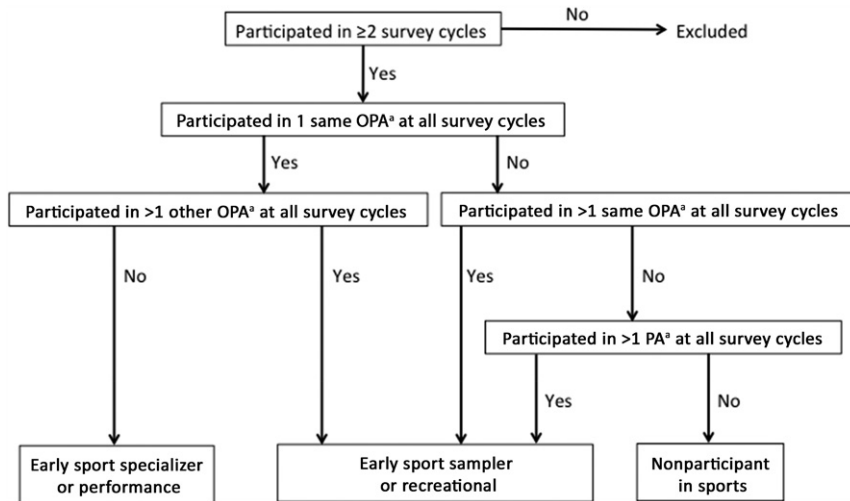 Participated in ≥2 survey cycles
No
Excluded
Yes
Participated in 1 same OPAᵃ at all survey cycles
Yes
No
Participated in >1 other OPAᵃ at all survey cycles
Participated in >1 same OPAᵃ at all survey cycles
No
Yes
Yes
No
Participated in >1 PAᵃ at all survey cycles
Yes
No
Early sport specializer
or performance
Early sport sampler
or recreational
Nonparticipant
in sports